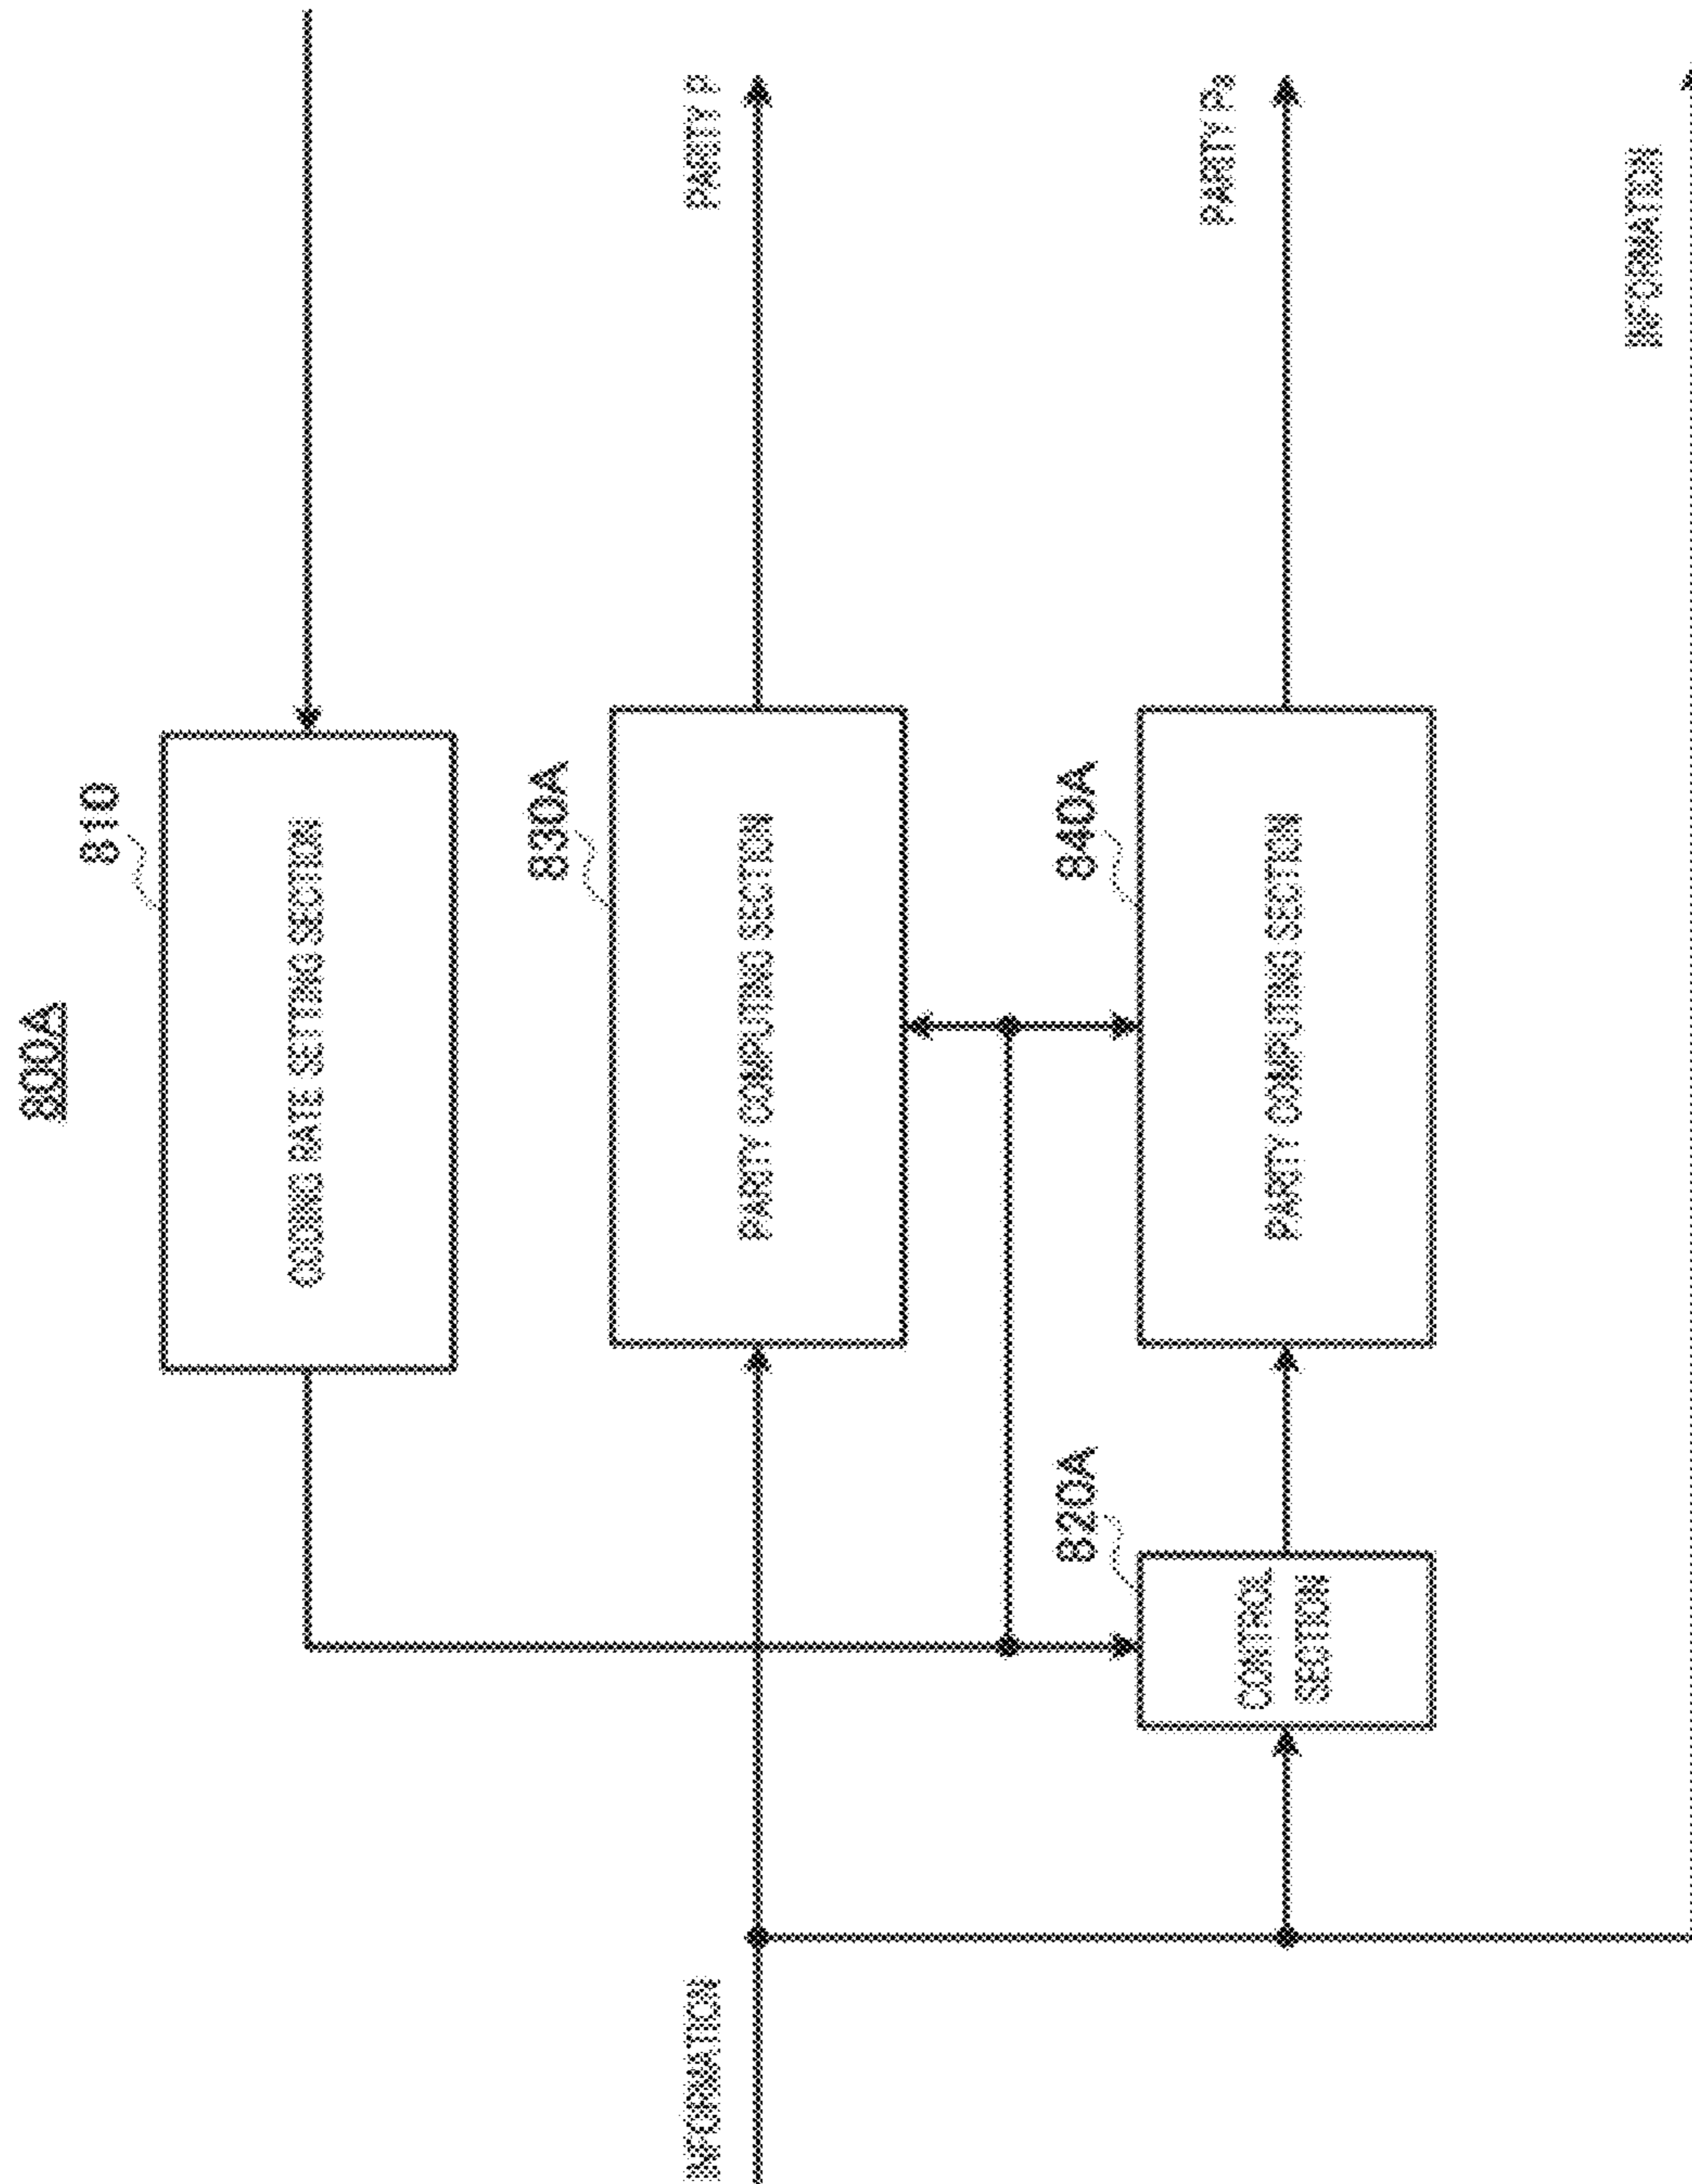 800A
810
CODING RATE SETTING SECTION
830A
INFORMATION
PARITY COMPUTING SECTION
PARITY P
820A
840A
CONTROL
SECTION
PARITY COMPUTING SECTION
PARITY Pa
INFORMATION